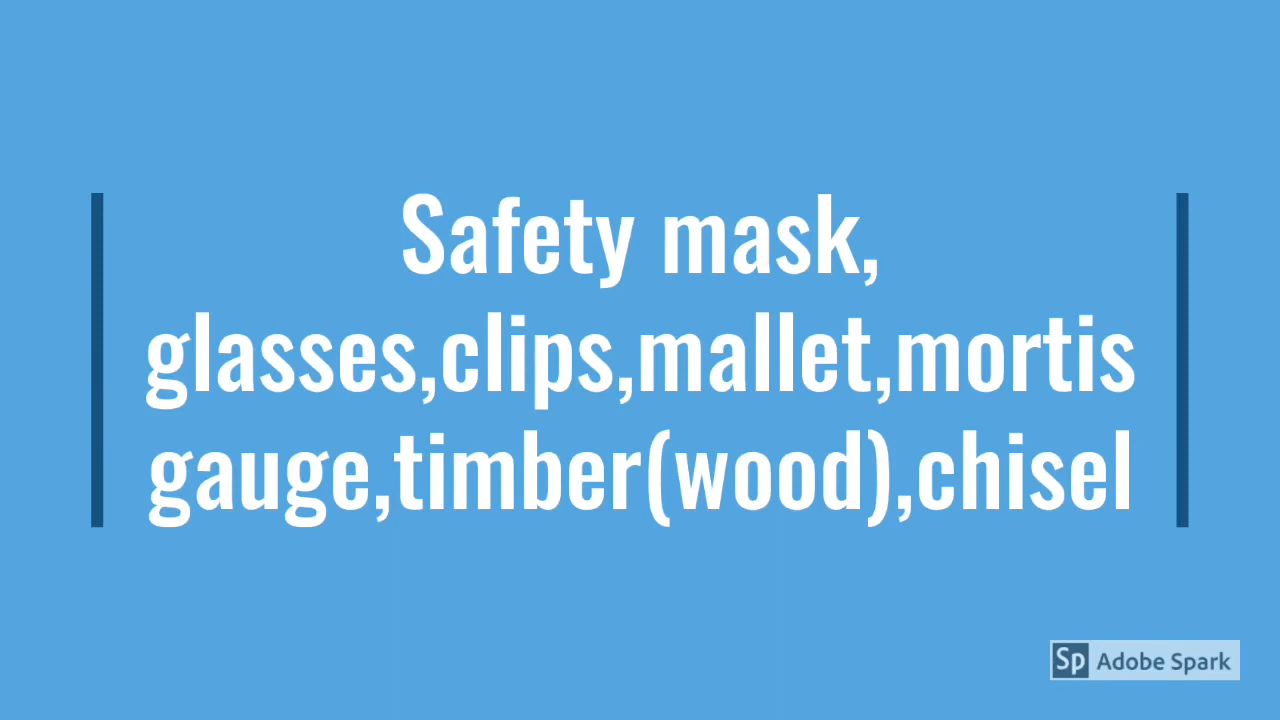 Safety mask,
glasses,clips,mallet,mortis
gauge,timber(wood),chisel
Sp Adobe Spark